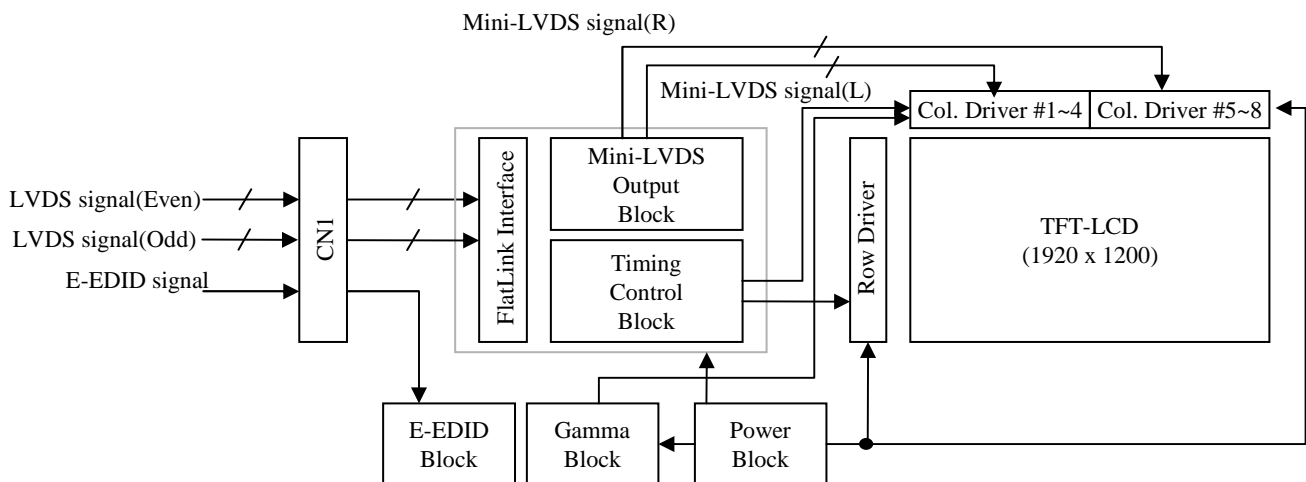 Mini-LVDS signal(R)
Mini-LVDS signal(L)
Col. Driver #1~4
Col. Driver #5~8
LVDS signal(Even)
LVDS signal(Odd)
E-EDID signal
CN1
FlatLink Interface
Mini-LVDS
Output
Block
Timing
Control
Block
Row Driver
TFT-LCD
(1920 x 1200)
E-EDID
Block
Gamma
Block
Power
Block